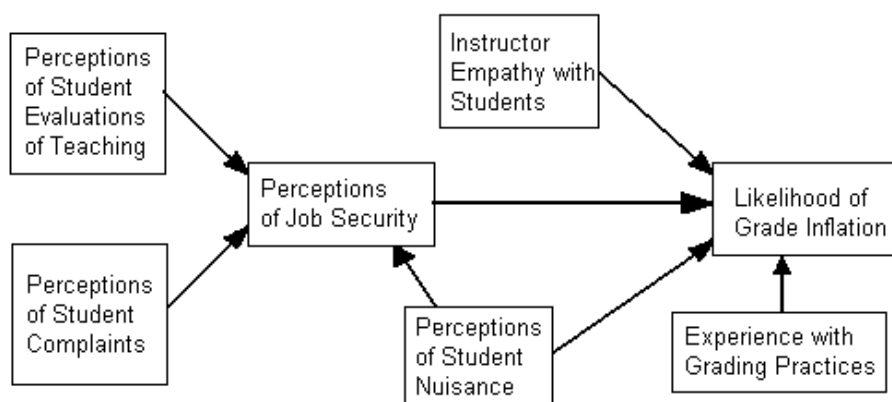 Perceptions
of Student
Evaluations
of Teaching
Instructor
Empathy with
Students
Perceptions
of Job Security
Likelihood of
Grade Inflation
Perceptions
of Student
Complaints
Perceptions
of Student
Nuisance
Experience with
Grading Practices